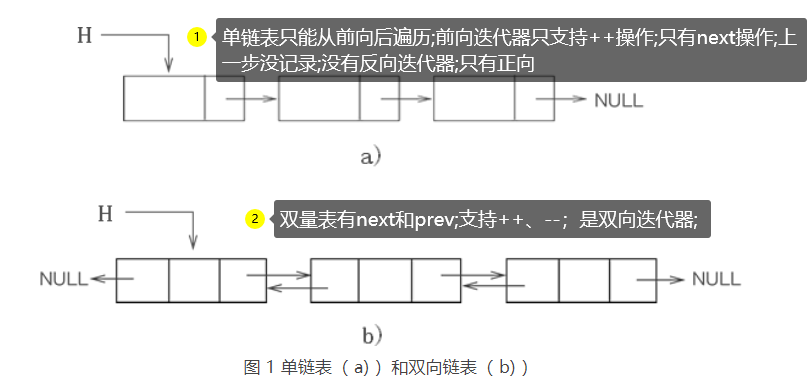 H
1
单链表只能从前向后遍历;前向迭代器只支持++操作;只有next操作;上
一步没记录;没有反向迭代器;只有正向
NULL
a)
H
2
双量表有next和prev;支持++、--；是双向迭代器;
NULL
NULL
b)
图 1 单链表（ a) ）和双向链表（ b) ）